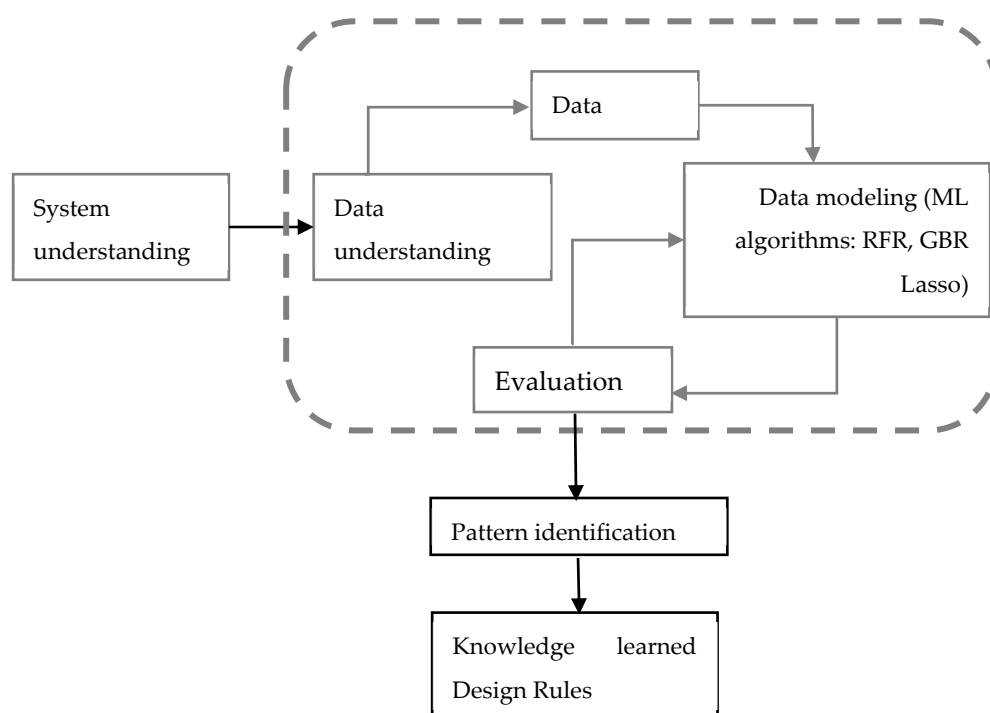 Data
System
understanding
Data
understanding
Data modeling (ML
algorithms: RFR, GBR
Lasso)
Evaluation
Pattern identification
Knowledge learned
Design Rules